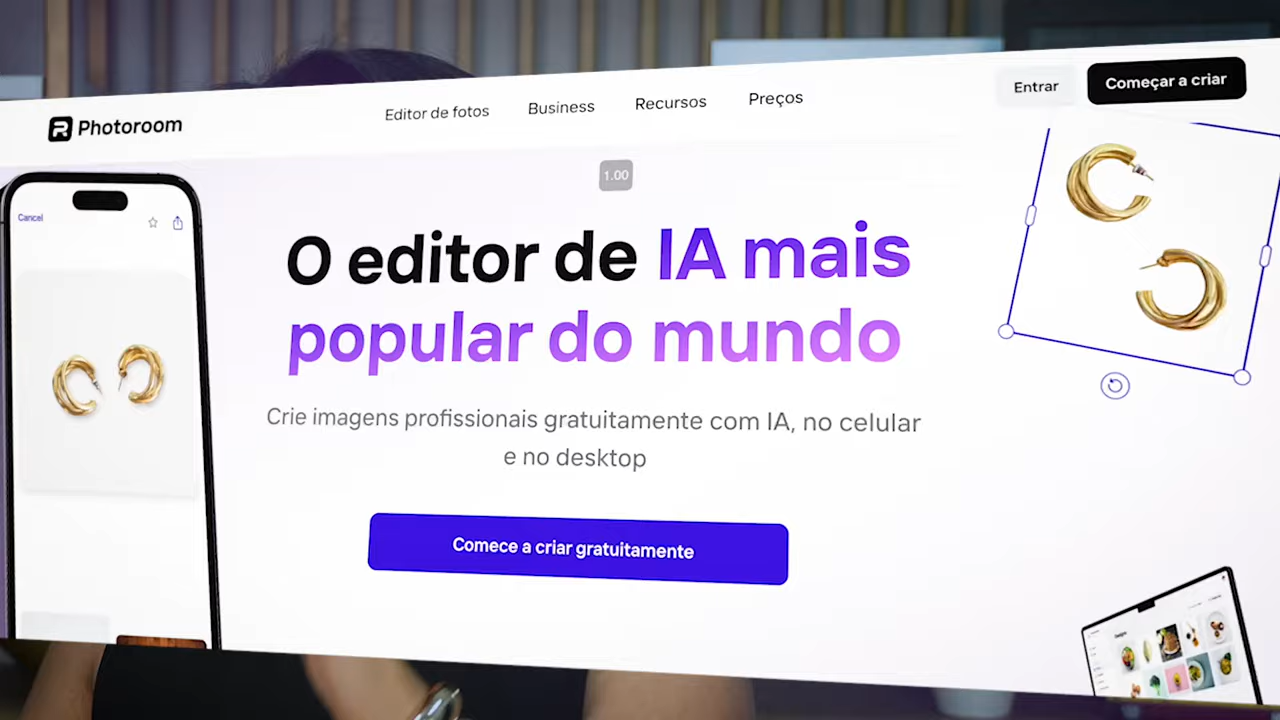 Photoroom
Editor de fotos
Business
Recursos
Preços
Entrar
Começar a criar
1.00
Cancel
O editor de IA mais
popular do mundo
Crie imagens profissionais gratuitamente com IA, no celular
e no desktop
Comece a criar gratuitamente